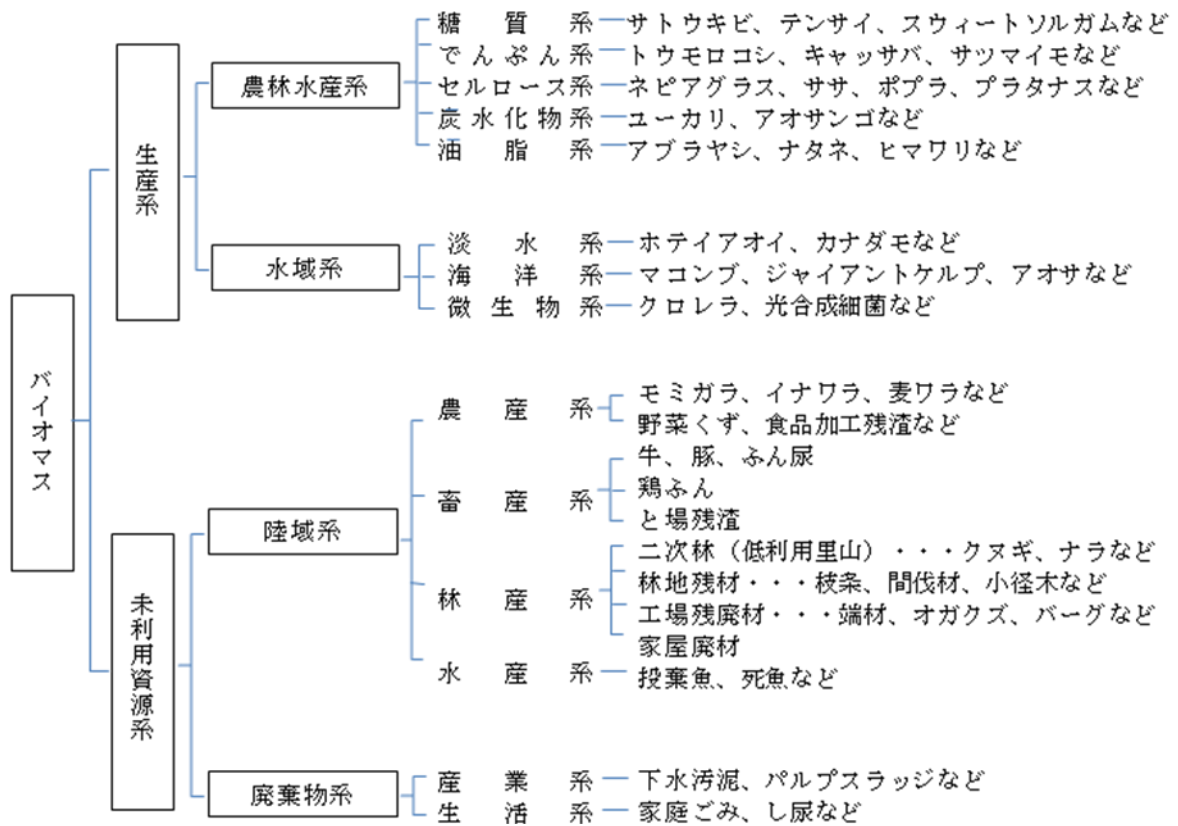 バイオマス
生産系
農林水産系
糖質系 サトウキビ、テンサイ、スウィートソルガムなど
でんぷん系 トウモロコシ、キャッサバ、サツマイモなど
セルロース系 ネピアグラス、ササ、ポプラ、プラタナスなど
炭水化物系 ユーカリ、アオサンゴなど
油脂系 アブラヤシ、ナタネ、ヒマワリなど
水域系
淡水系 ホテイアオイ、カナダモなど
海洋系 マコンブ、ジャイアントケルプ、アオサなど
微生物系 クロレラ、光合成細菌など
未利用資源系
陸域系
農産系 モミガラ、イナワラ、麦ワラなど
野菜くず、食品加工残渣など
畜産系 牛、豚、ふん尿
鶏ふん
と場残渣
林産系 二次林（低利用里山）・・・クヌギ、ナラなど
林地残材・・・枝条、間伐材、小径木など
工場残廃材・・・端材、オガクズ、バーグなど
家屋廃材
水産系 投棄魚、死魚など
廃棄物系
産業系 下水汚泥、パルプスラッジなど
生活系 家庭ごみ、し尿など